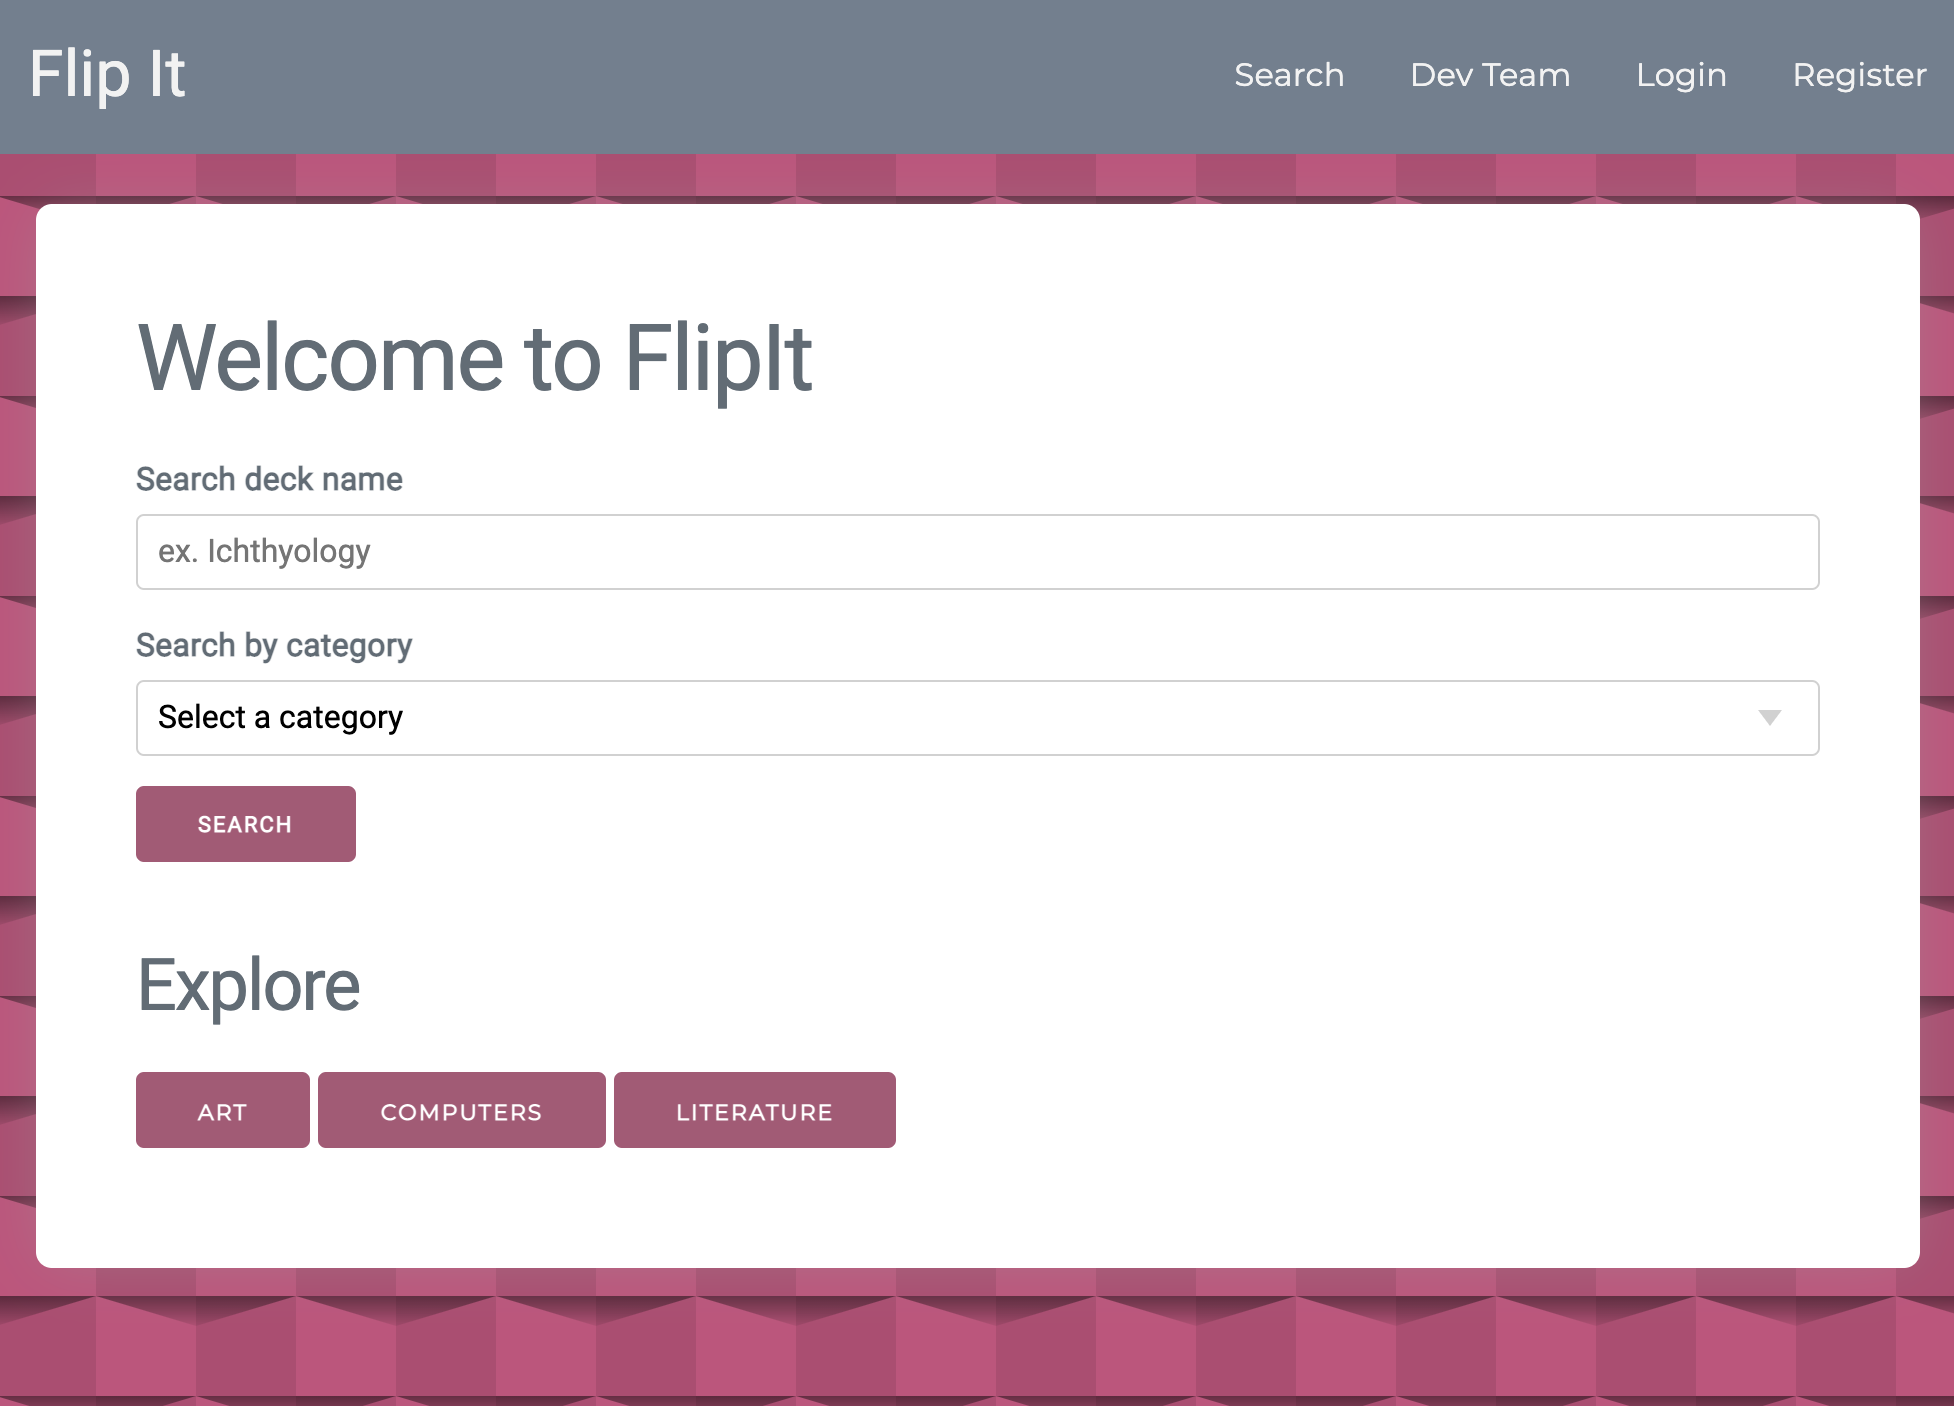 Flip It
Search Dev Team Login Register
Welcome to FlipIt
Search deck name
ex. Ichthyology
Search by category
Select a category
SEARCH
Explore
ART COMPUTERS LITERATURE